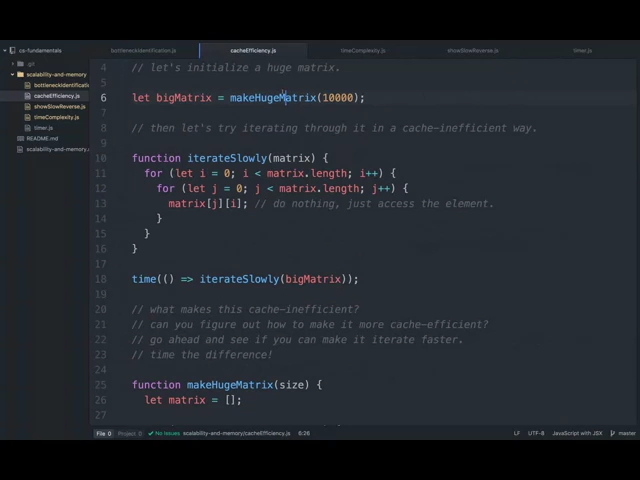 ca-fundamentals
.git
scalability-and-memory
bottleneckIdentificatio
cacheEfficiency.js
showSlowReverse.js
timeComplexity.js
timer.js
README.md
scalability-and-memory.
bottleneckIdentification.js cacheEfficiency.js timeComplexity.js showSlowReverse.js timer.js
4 // let's initialize a huge matrix.
5
6 let bigMatrix = makeHugeMatrix(10000);
7
8 // then let's try iterating through it in a cache-inefficient way.
9
10 function iterateSlowly(matrix) {
11 for (let i = 0; i < matrix.length; i++) {
12 for (let j = 0; j < matrix.length; j++) {
13 matrix[j][i]; // do nothing, just access the element.
14 }
15 }
16 }
17
18 time(() => iterateSlowly(bigMatrix));
19
20 // what makes this cache-inefficient?
21 // can you figure out how to make it more cache-efficient?
22 // go ahead and see if you can make it iterate faster.
23 // time the difference!
24
25 function makeHugeMatrix(size) {
26 let matrix = [];
27
File 0 Project 0 No Issues scalability-and-memory/cacheEfficiency.js 6:26 LF UTF-8 JavaScript with JSX master